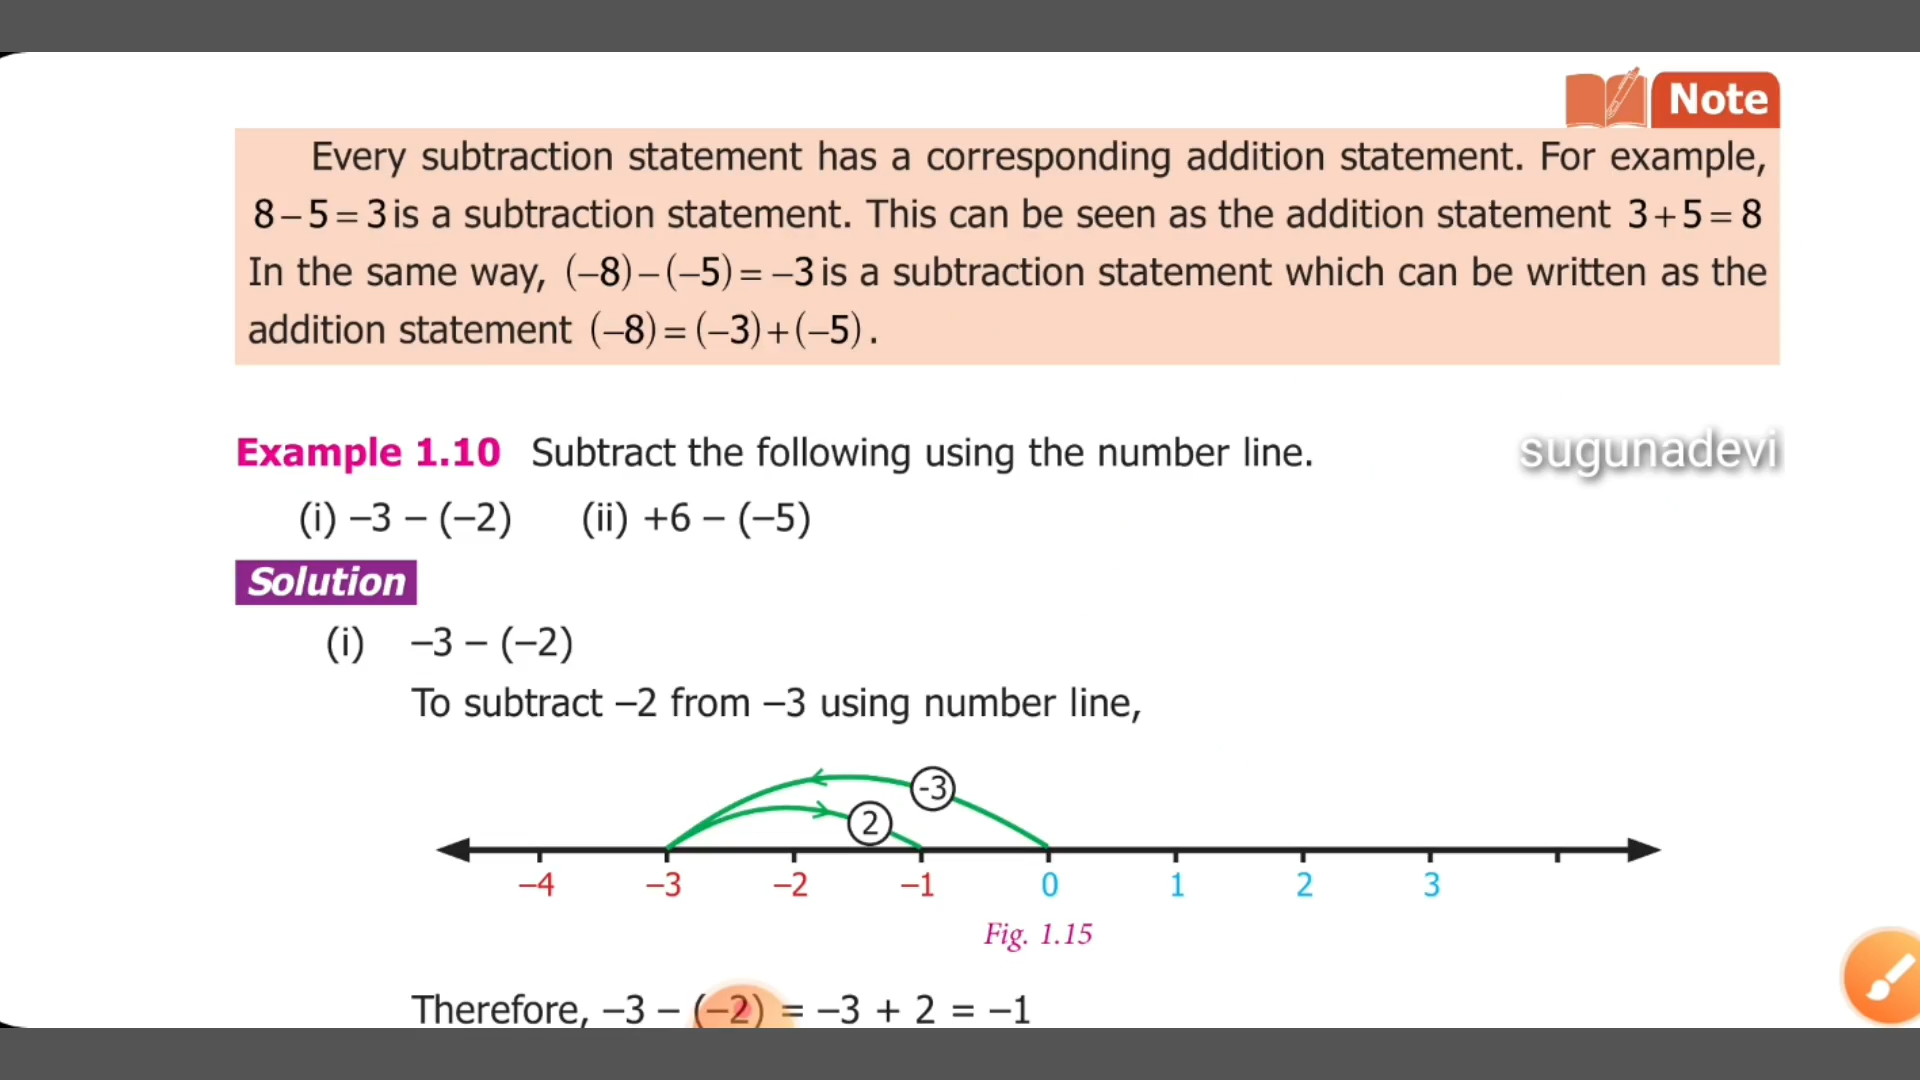 Note
Every subtraction statement has a corresponding addition statement. For example,
8–5=3 is a subtraction statement. This can be seen as the addition statement 3+5=8
In the same way, (–8)–(–5)= –3 is a subtraction statement which can be written as the
addition statement (–8)=(–3)+(–5).
Example 1.10 Subtract the following using the number line.
sugunadevi
(i) –3 – (–2) (ii) +6 – (–5)
Solution
(i) –3 – (–2)
To subtract –2 from –3 using number line,
-3
2
–4 –3 –2 –1 0 1 2 3
Fig. 1.15
Therefore, –3 – (–2) = –3 + 2 = –1